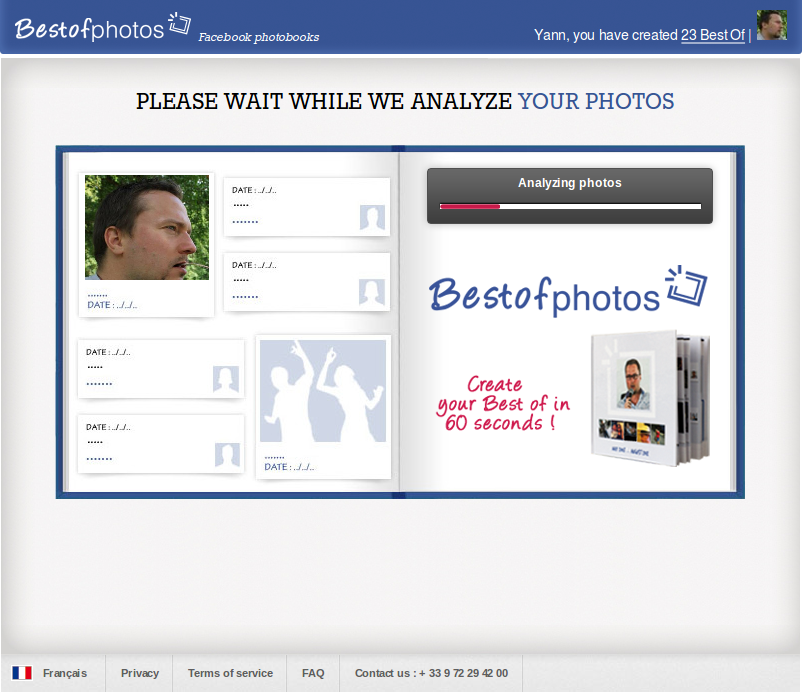 Bestofphotos Facebook photobooks
Yann, you have created 23 Best Of |
PLEASE WAIT WHILE WE ANALYZE YOUR PHOTOS
.......
DATE : ../../..
DATE : ../../..
.....
.......
DATE : ../../..
.....
.......
DATE : ../../..
.....
.......
DATE : ../../..
.....
.......
.......
DATE : ../../..
Analyzing photos
Bestofphotos
Create
your Best of in
60 seconds !
Français Privacy Terms of service FAQ Contact us : + 33 9 72 29 42 00